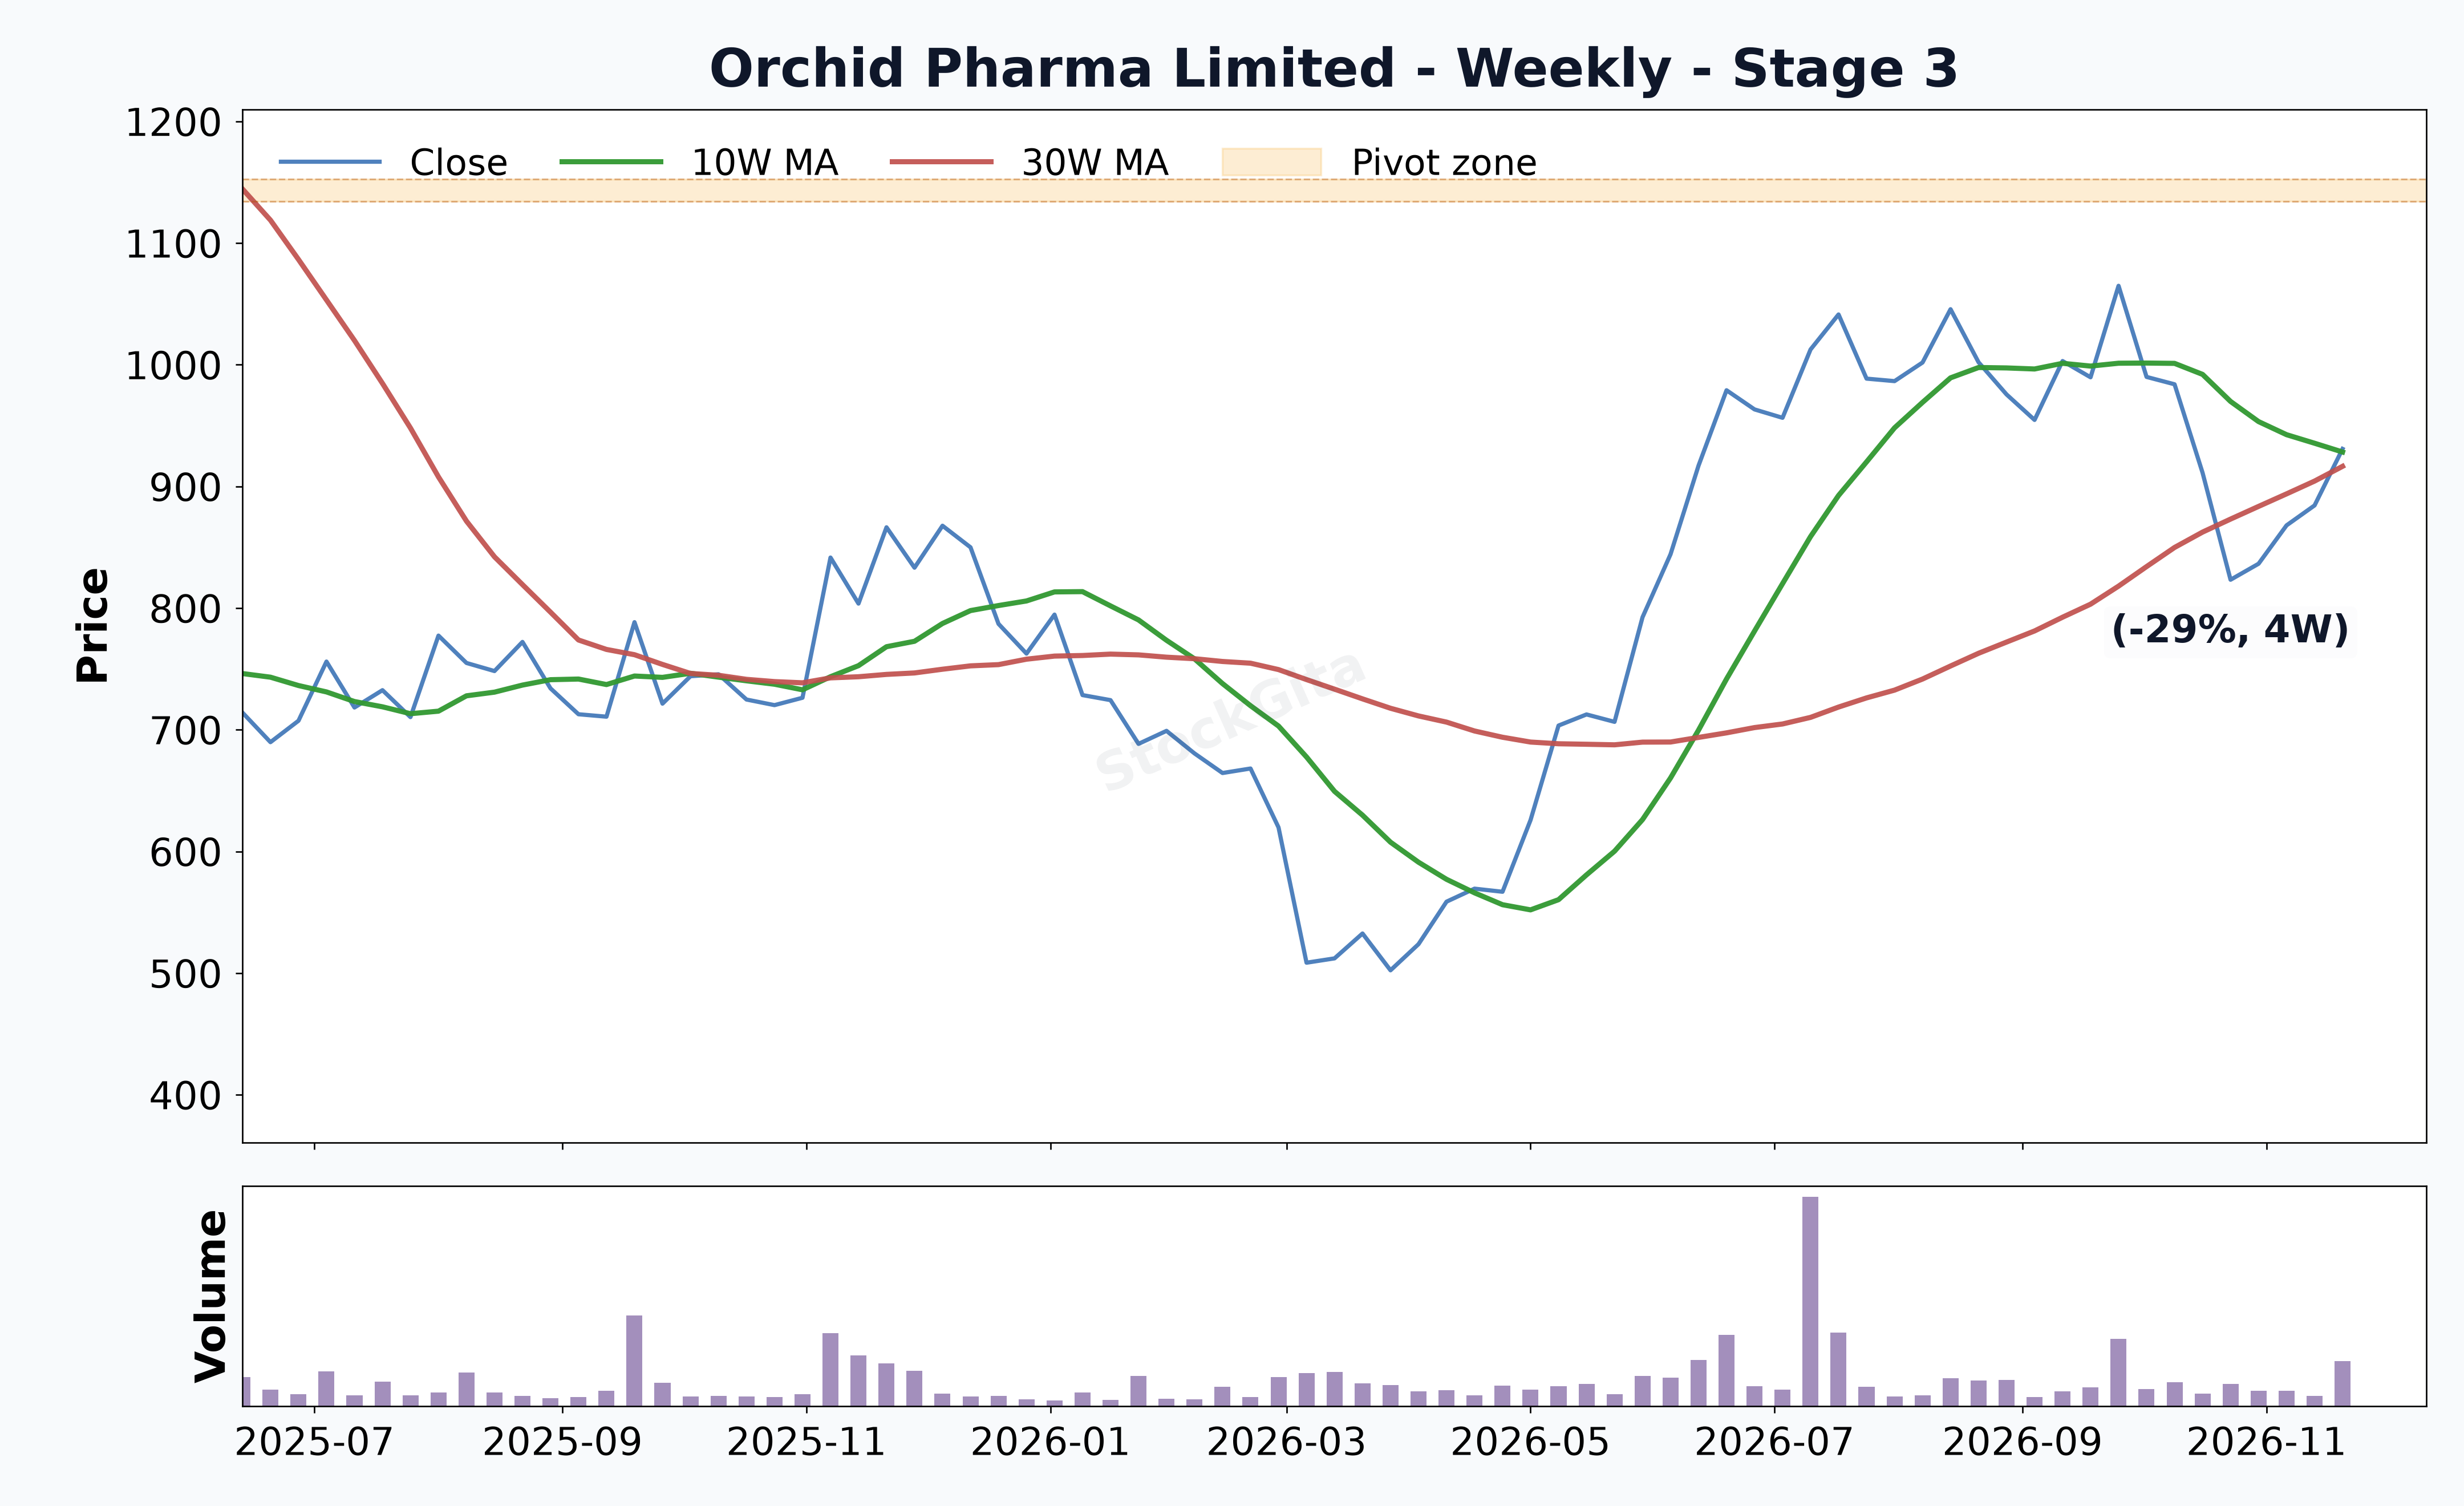 Orchid Pharma Limited - Weekly - Stage 3
Close 10W MA 30W MA Pivot zone
1200
1100
1000
900
800
700
600
500
400
Price
(-29%, 4W)
StockGita
Volume
2025-07 2025-09 2025-11 2026-01 2026-03 2026-05 2026-07 2026-09 2026-11